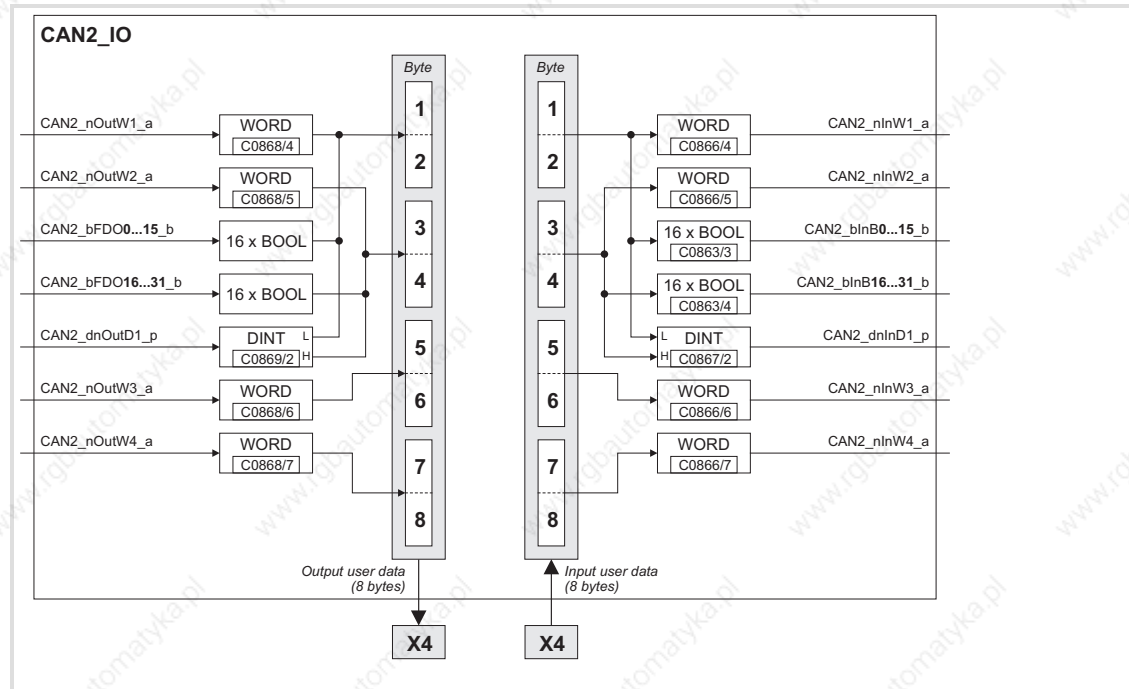 CAN2_IO
Byte
1
2
3
4
5
6
7
8
CAN2_nOutW1_a
WORD
C0868/4
CAN2_nOutW2_a
WORD
C0868/5
CAN2_bFDO0...15_b
16 x BOOL
CAN2_bFDO16...31_b
16 x BOOL
CAN2_dnOutD1_p
DINT
L
H
C0869/2
CAN2_nOutW3_a
WORD
C0868/6
CAN2_nOutW4_a
WORD
C0868/7
Output user data
(8 bytes)
X4
Byte
1
2
3
4
5
6
7
8
WORD
C0866/4
CAN2_nInW1_a
WORD
C0866/5
CAN2_nInW2_a
16 x BOOL
C0863/3
CAN2_bInB0...15_b
16 x BOOL
C0863/4
CAN2_bInB16...31_b
L
H
DINT
C0867/2
CAN2_dnInD1_p
WORD
C0866/6
CAN2_nInW3_a
WORD
C0866/7
CAN2_nInW4_a
Input user data
(8 bytes)
X4
www.rgbautomatyka.pl